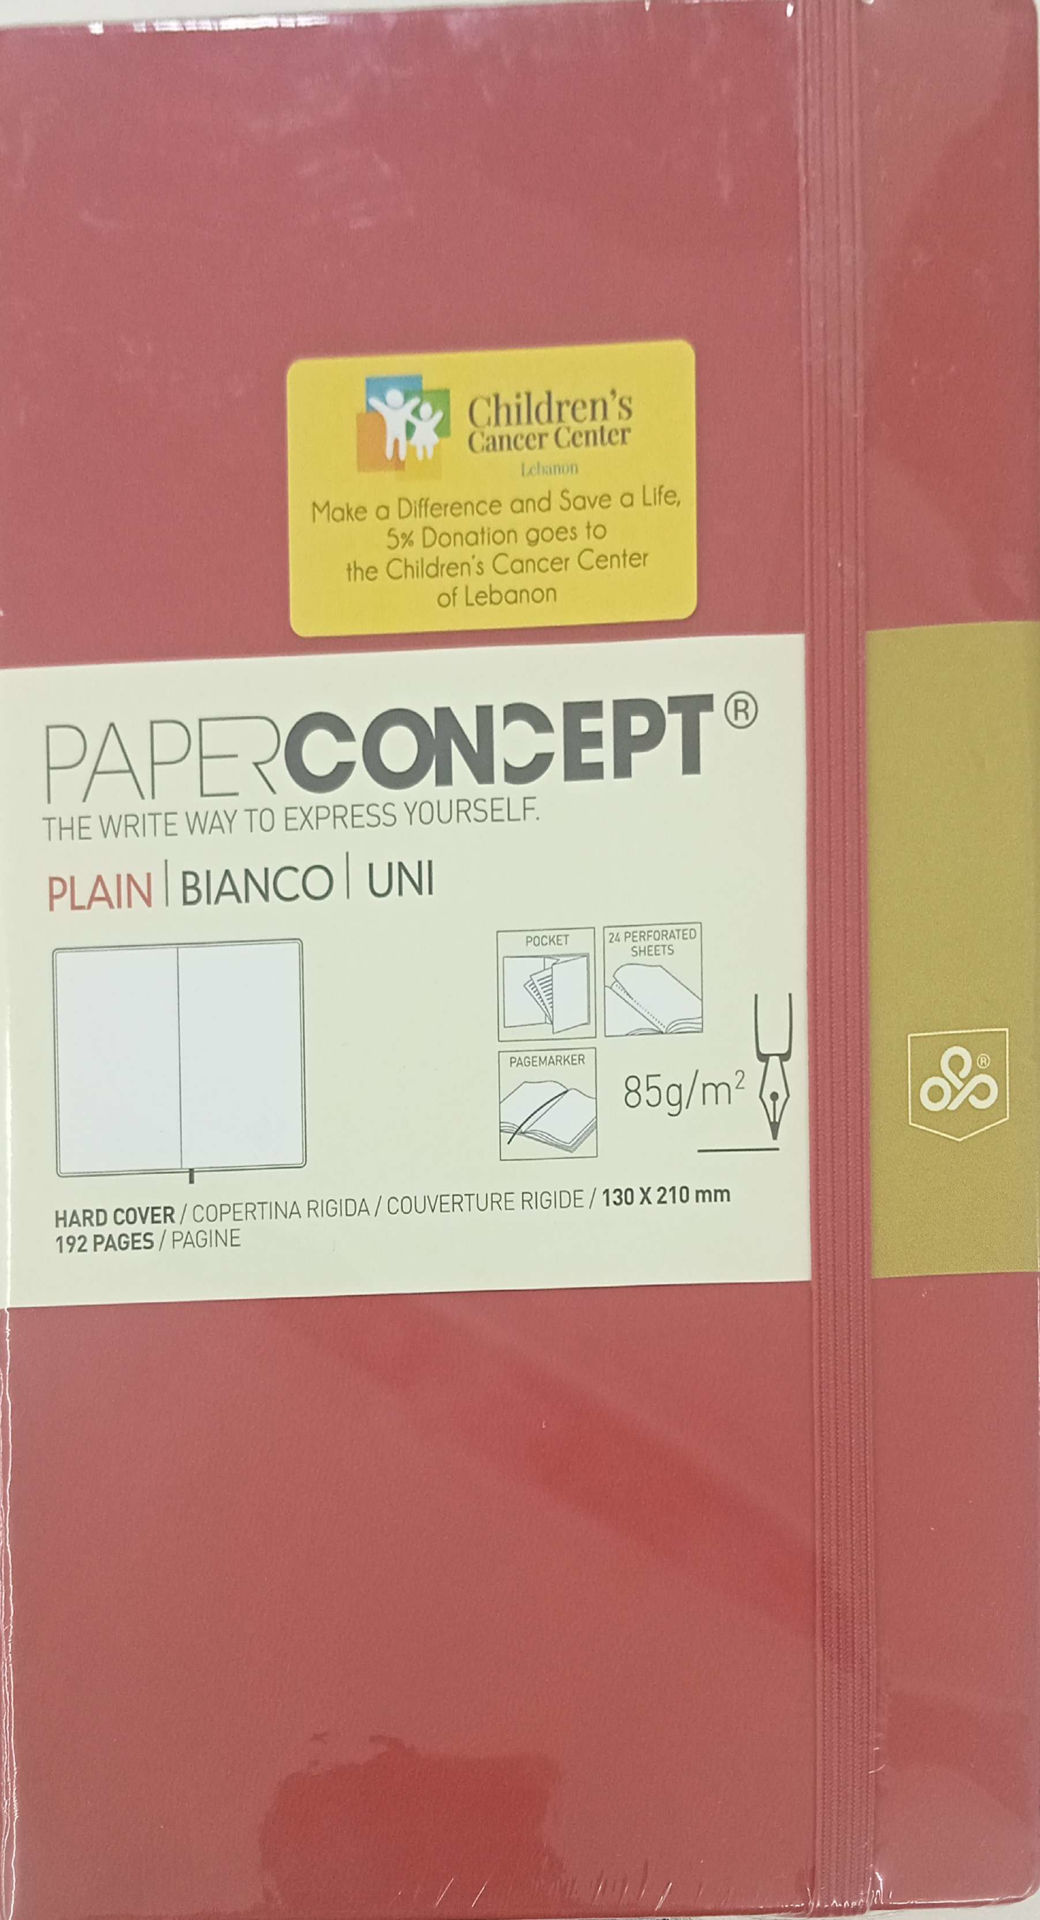 Children's
Cancer Center
Lebanon
Make a Difference and Save a Life,
5% Donation goes to
the Children's Cancer Center
of Lebanon
PAPERCONCEPT®
THE WRITE WAY TO EXPRESS YOURSELF.
PLAIN | BIANCO | UNI
POCKET
24 PERFORATED
SHEETS
PAGEMARKER
85g/m²
®
HARD COVER / COPERTINA RIGIDA / COUVERTURE RIGIDE / 130 X 210 mm
192 PAGES / PAGINE